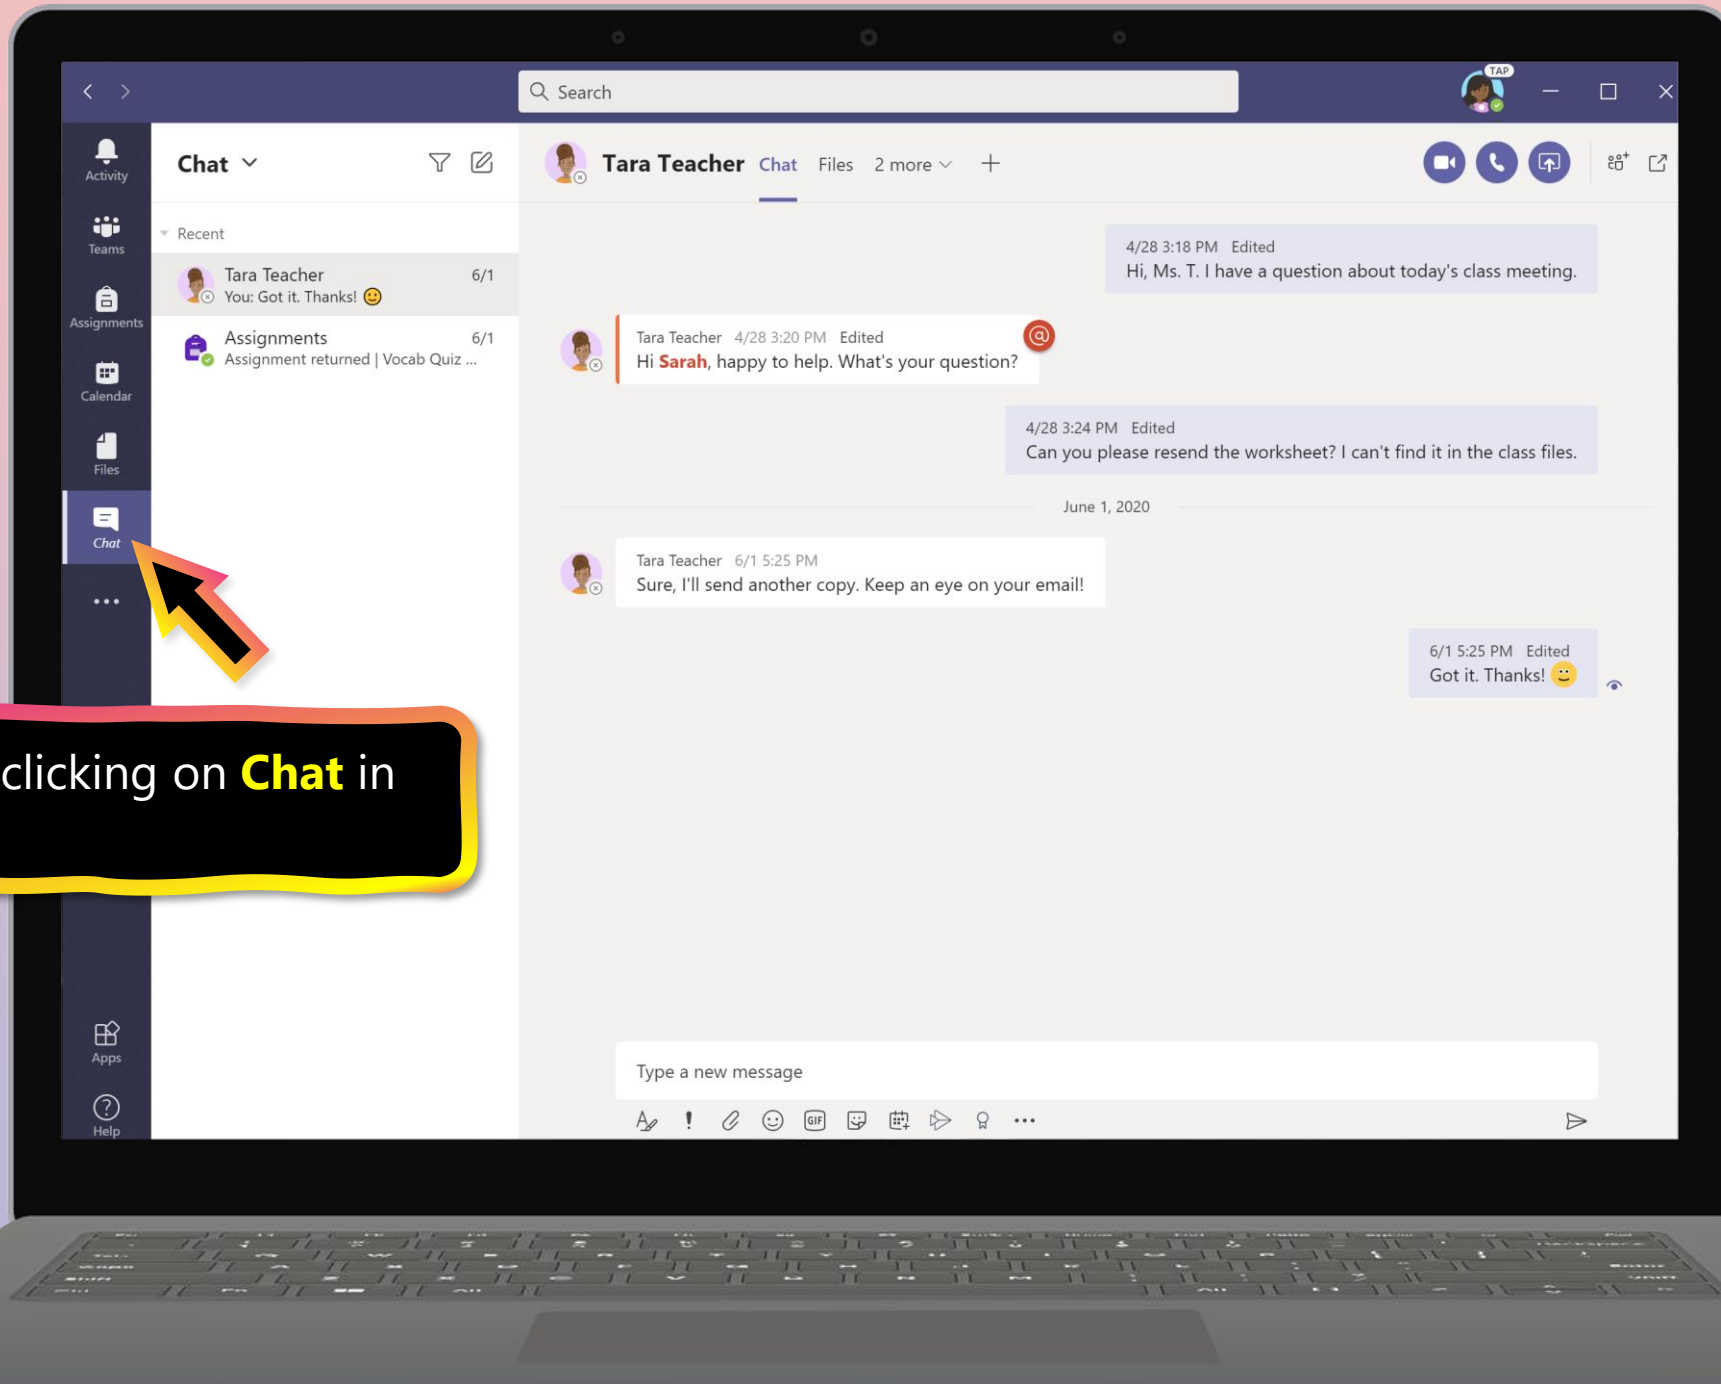 Search
TAP
Activity
Teams
Assignments
Calendar
Files
Chat
Apps
Help
Chat
Recent
Tara Teacher 6/1
You: Got it. Thanks! 🙂
Assignments 6/1
Assignment returned | Vocab Quiz ...
Tara Teacher Chat Files 2 more
4/28 3:18 PM Edited
Hi, Ms. T. I have a question about today's class meeting.
Tara Teacher 4/28 3:20 PM Edited
@
Hi Sarah, happy to help. What's your question?
4/28 3:24 PM Edited
Can you please resend the worksheet? I can't find it in the class files.
June 1, 2020
Tara Teacher 6/1 5:25 PM
Sure, I'll send another copy. Keep an eye on your email!
6/1 5:25 PM Edited
Got it. Thanks! 🙂
clicking on Chat in
Type a new message
GIF